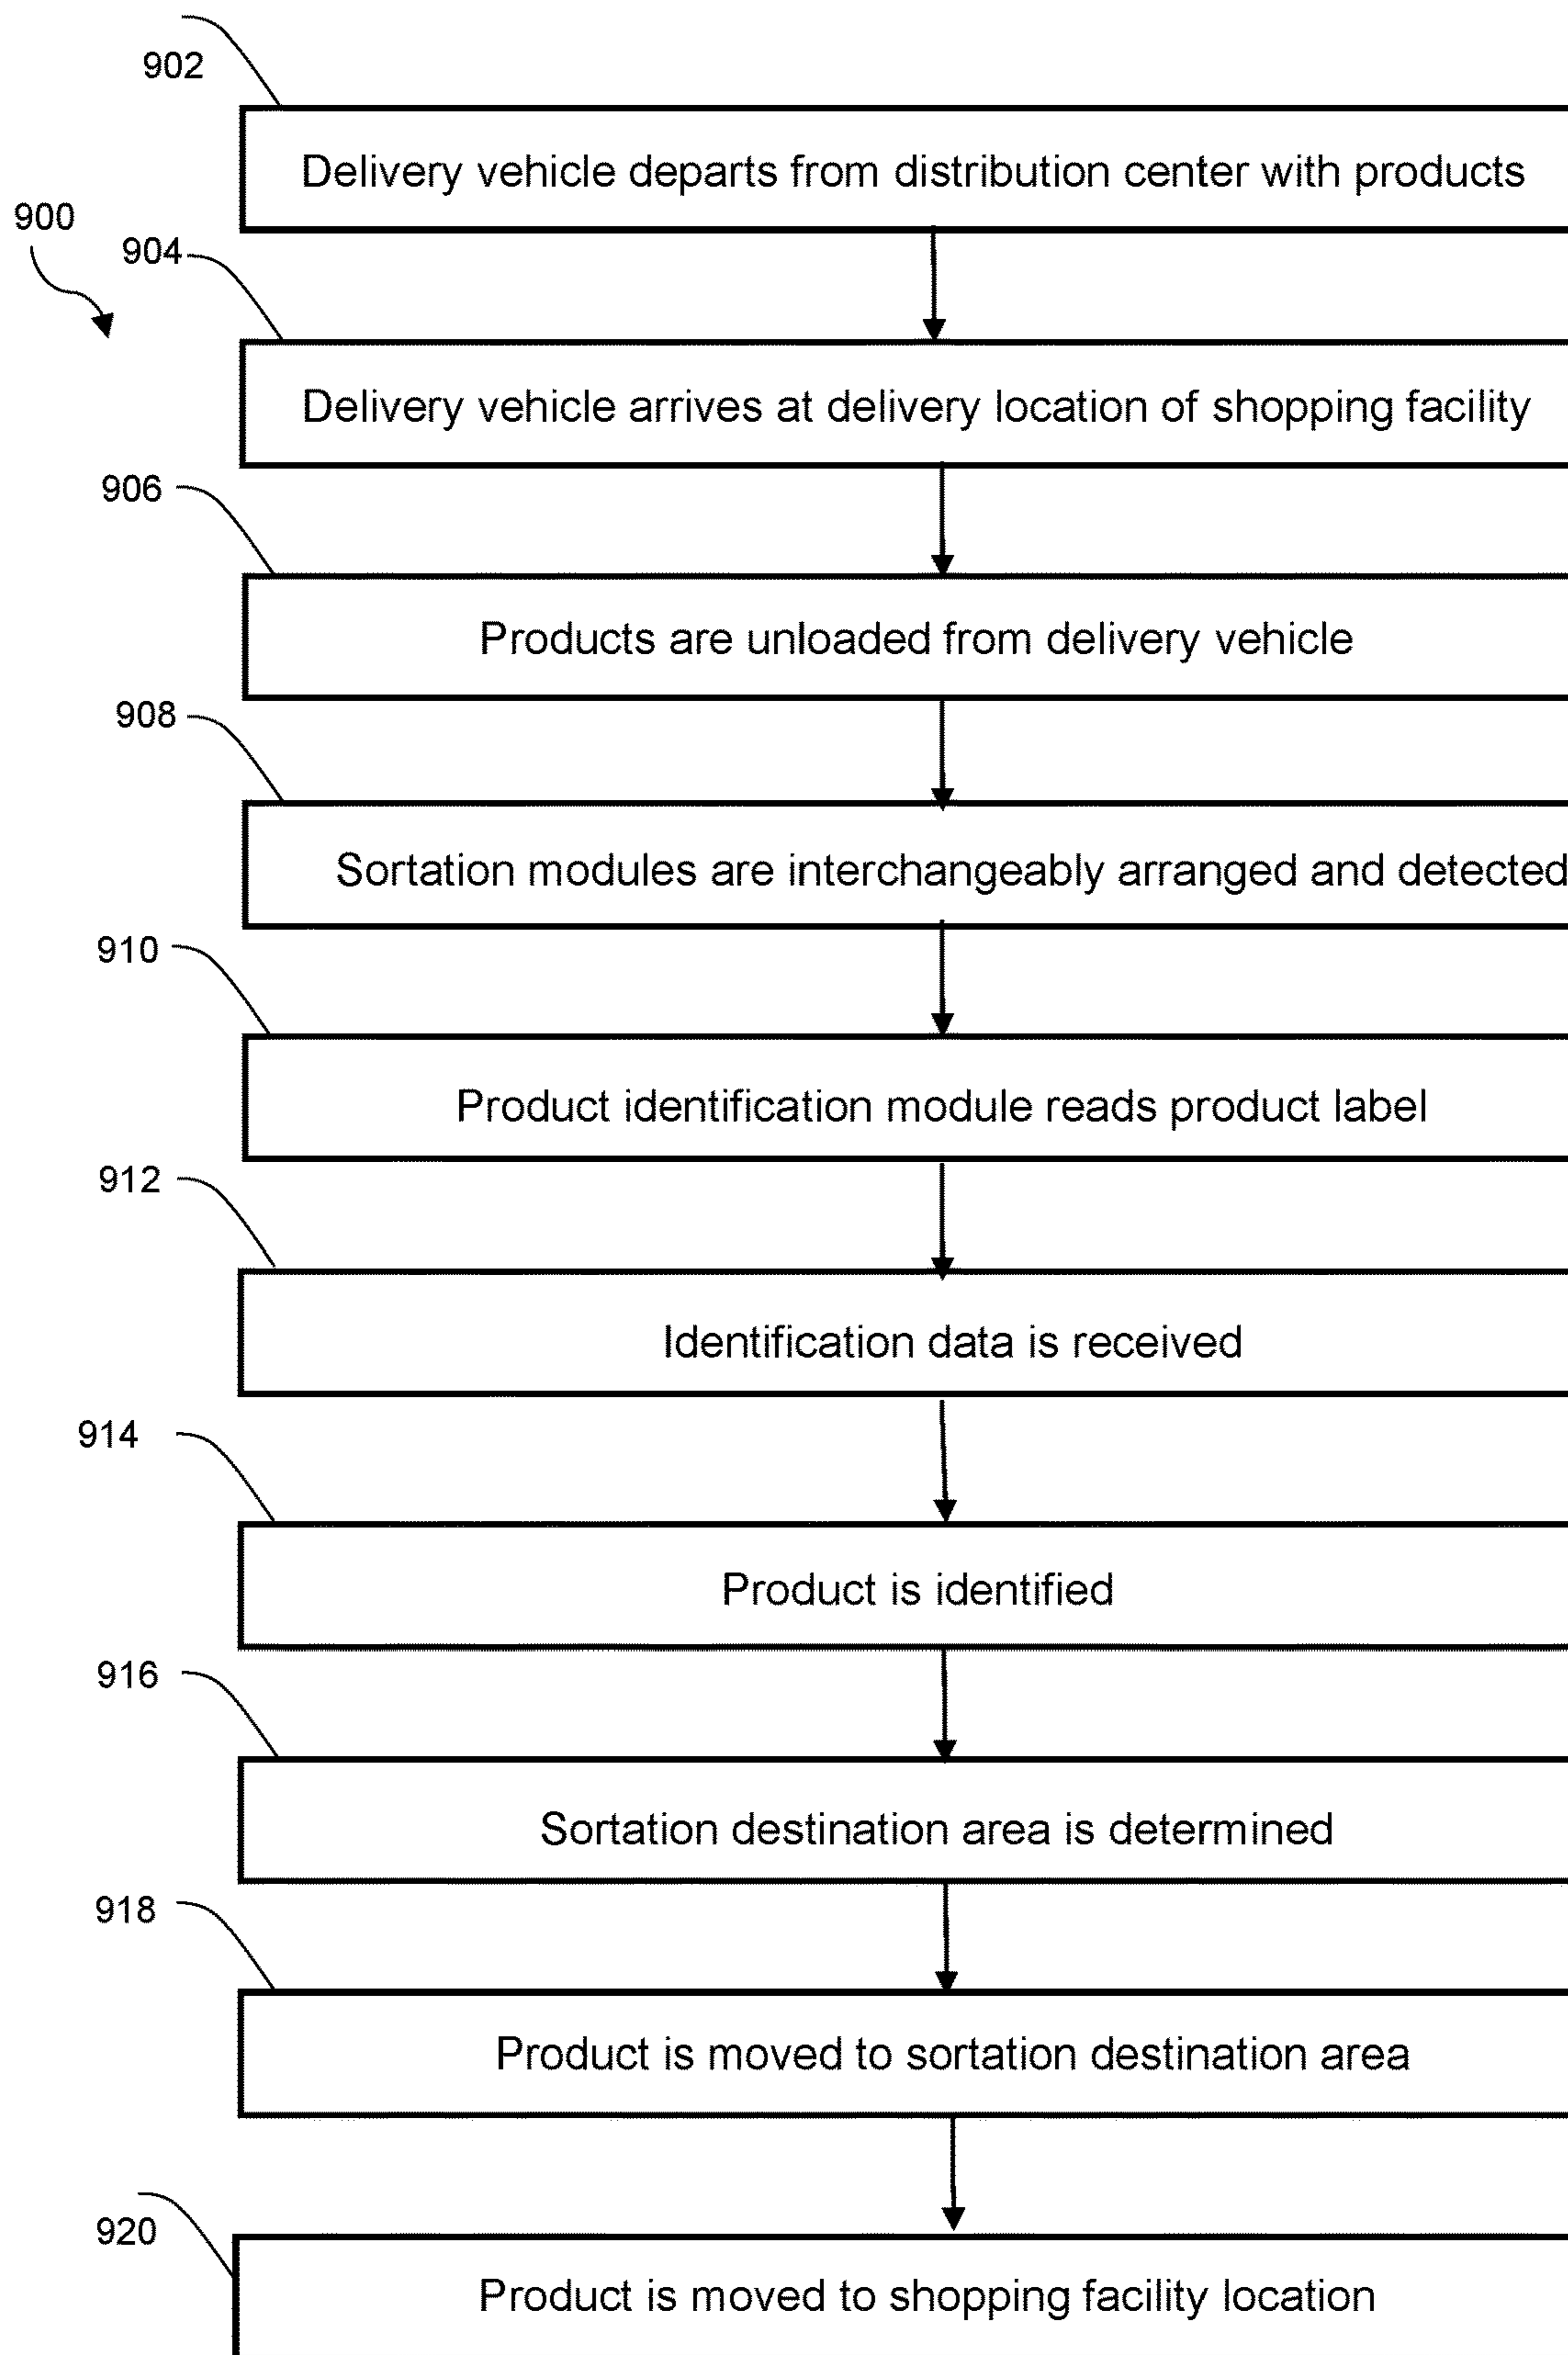 902
Delivery vehicle departs from distribution center with products
900
904
Delivery vehicle arrives at delivery location of shopping facility
906
Products are unloaded from delivery vehicle
908
Sortation modules are interchangeably arranged and detected
910
Product identification module reads product label
912
Identification data is received
914
Product is identified
916
Sortation destination area is determined
918
Product is moved to sortation destination area
920
Product is moved to shopping facility location